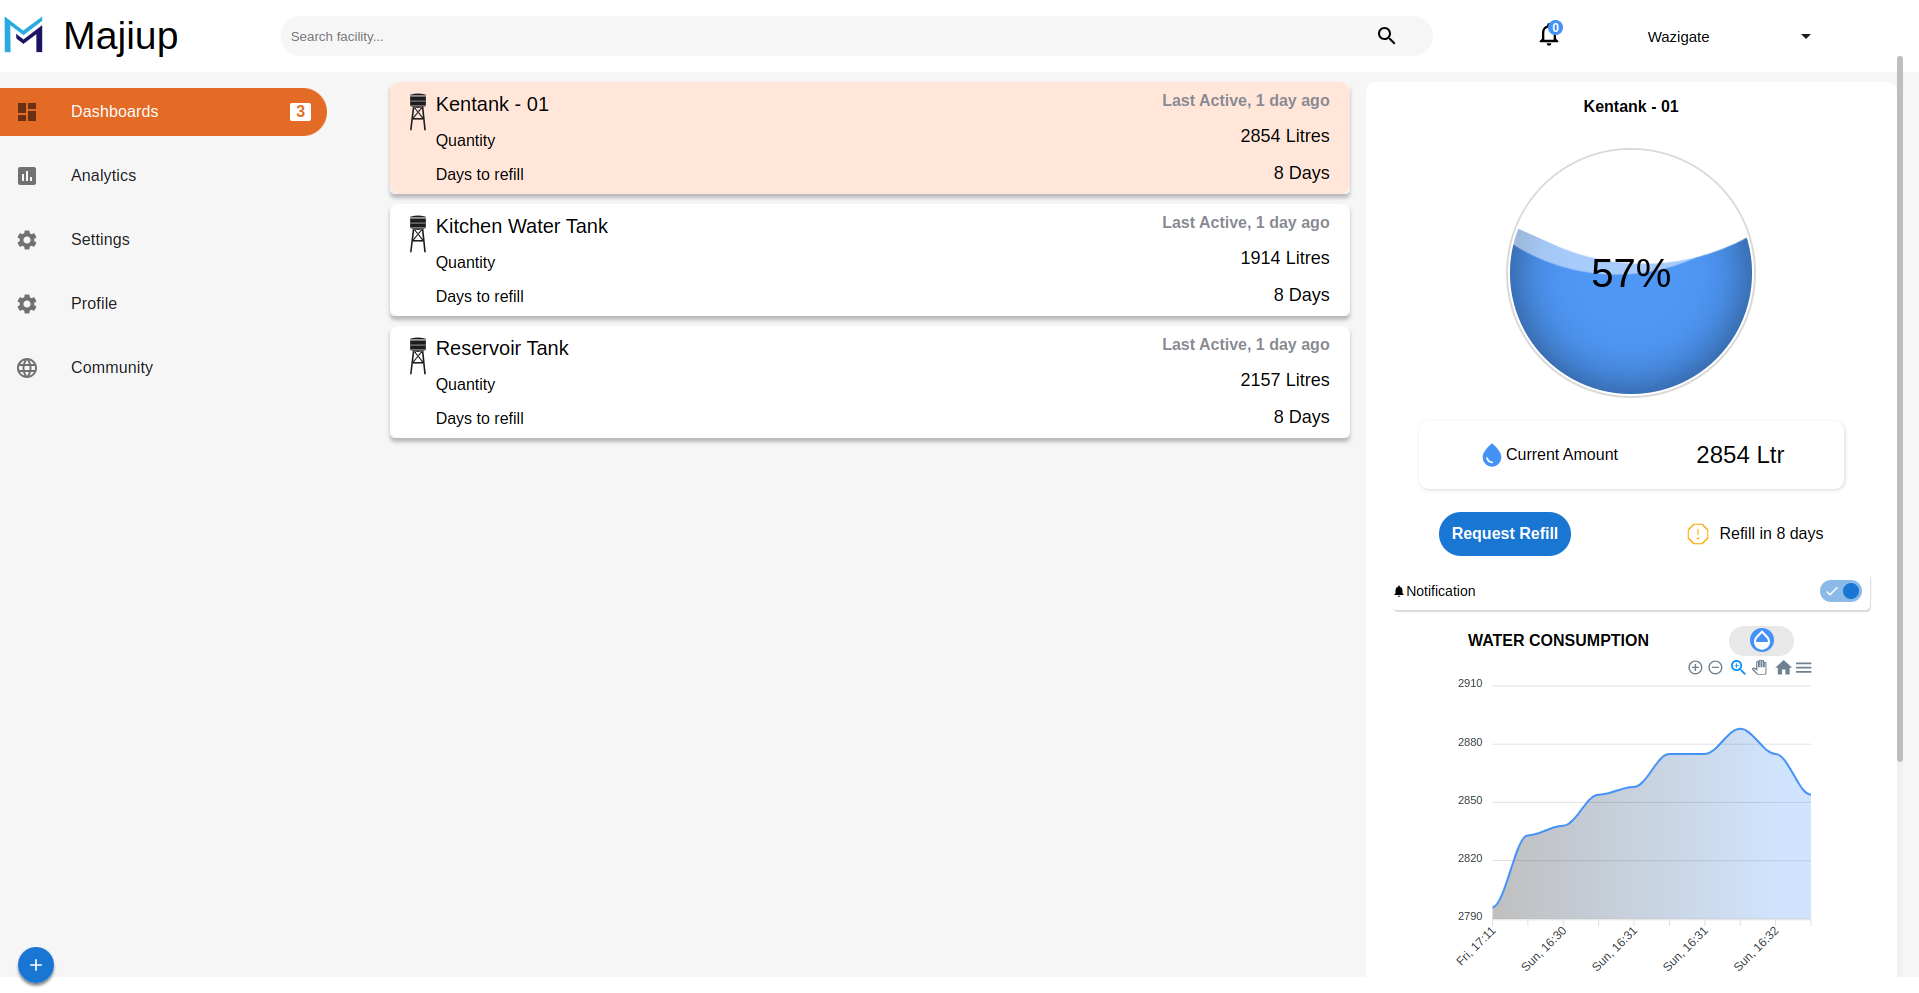 Majiup
Search facility...
0
Wazigate
Dashboards
3
Analytics
Settings
Profile
Community
Kentank - 01
Last Active, 1 day ago
Quantity
2854 Litres
Days to refill
8 Days
Kitchen Water Tank
Last Active, 1 day ago
Quantity
1914 Litres
Days to refill
8 Days
Reservoir Tank
Last Active, 1 day ago
Quantity
2157 Litres
Days to refill
8 Days
Kentank - 01
57%
Current Amount
2854 Ltr
Request Refill
Refill in 8 days
Notification
WATER CONSUMPTION
2910
2880
2850
2820
2790
Fri, 17:11
Sun, 16:30
Sun, 16:31
Sun, 16:31
Sun, 16:32